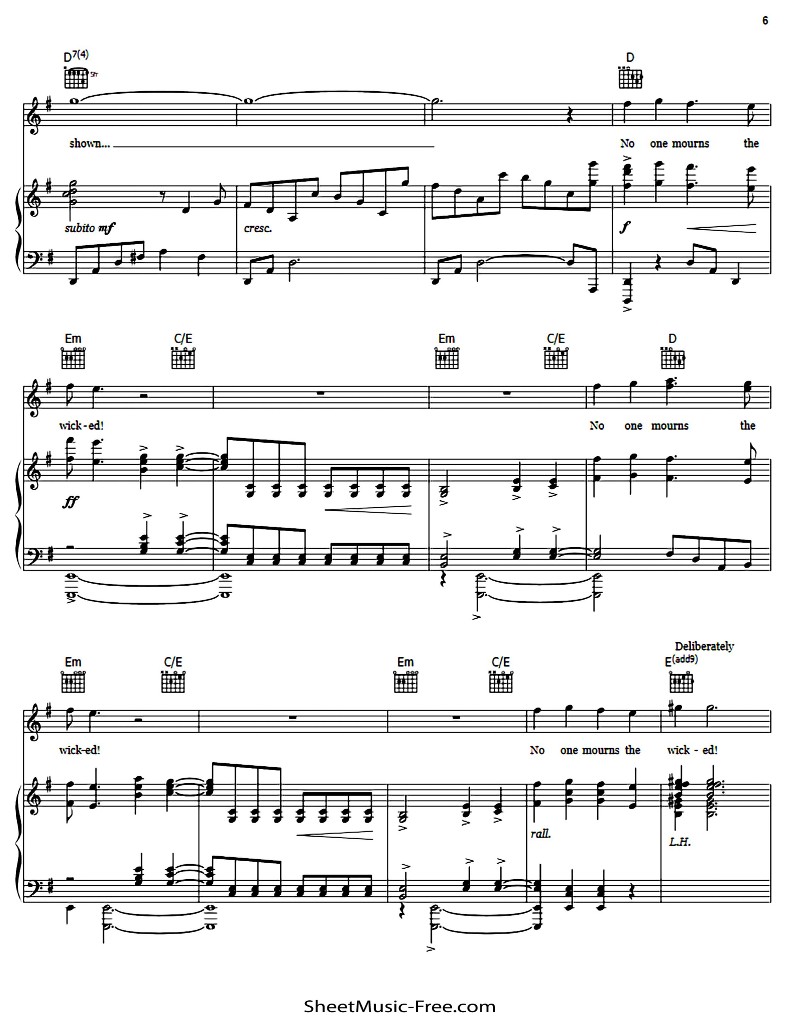 6
D7(4) D
5fr
shown... No one mourns the
subito mf cresc. f
Em C/E Em C/E D
wick-ed! No one mourns the
ff
Deliberately
Em C/E Em C/E E(add9)
wick-ed! No one mourns the wick - ed!
rall.
L.H.
SheetMusic-Free.com